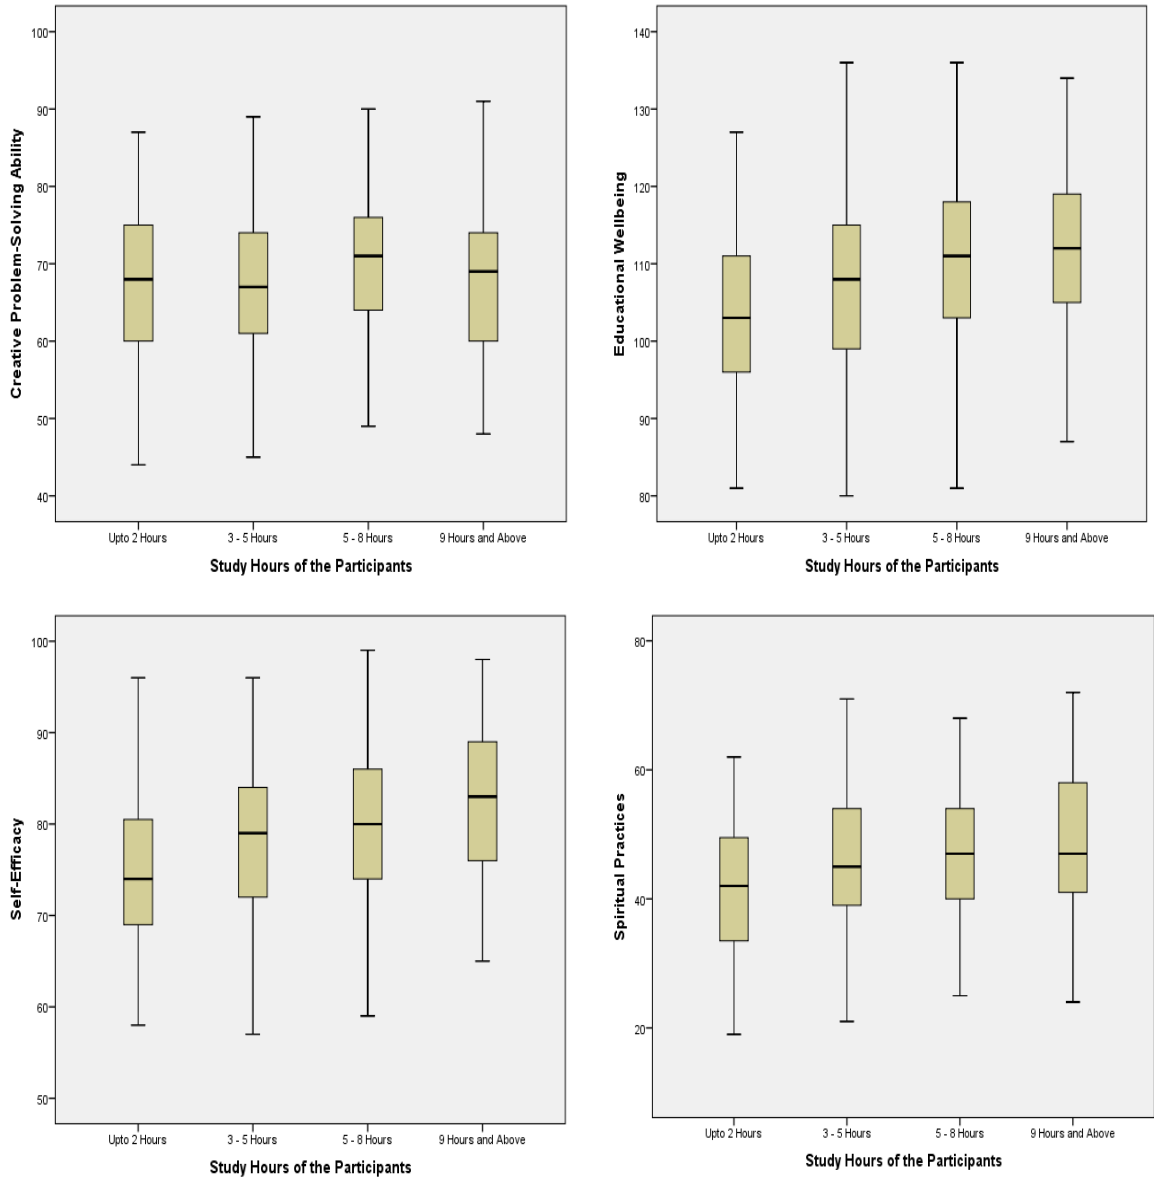 Creative Problem-Solving Ability
100
90
80
70
60
50
40
Upto 2 Hours
3 - 5 Hours
5 - 8 Hours
9 Hours and Above
Study Hours of the Participants
Educational Wellbeing
140
130
120
110
100
90
80
Upto 2 Hours
3 - 5 Hours
5 - 8 Hours
9 Hours and Above
Study Hours of the Participants
Self-Efficacy
100
90
80
70
60
50
Upto 2 Hours
3 - 5 Hours
5 - 8 Hours
9 Hours and Above
Study Hours of the Participants
Spiritual Practices
80
60
40
20
Upto 2 Hours
3 - 5 Hours
5 - 8 Hours
9 Hours and Above
Study Hours of the Participants